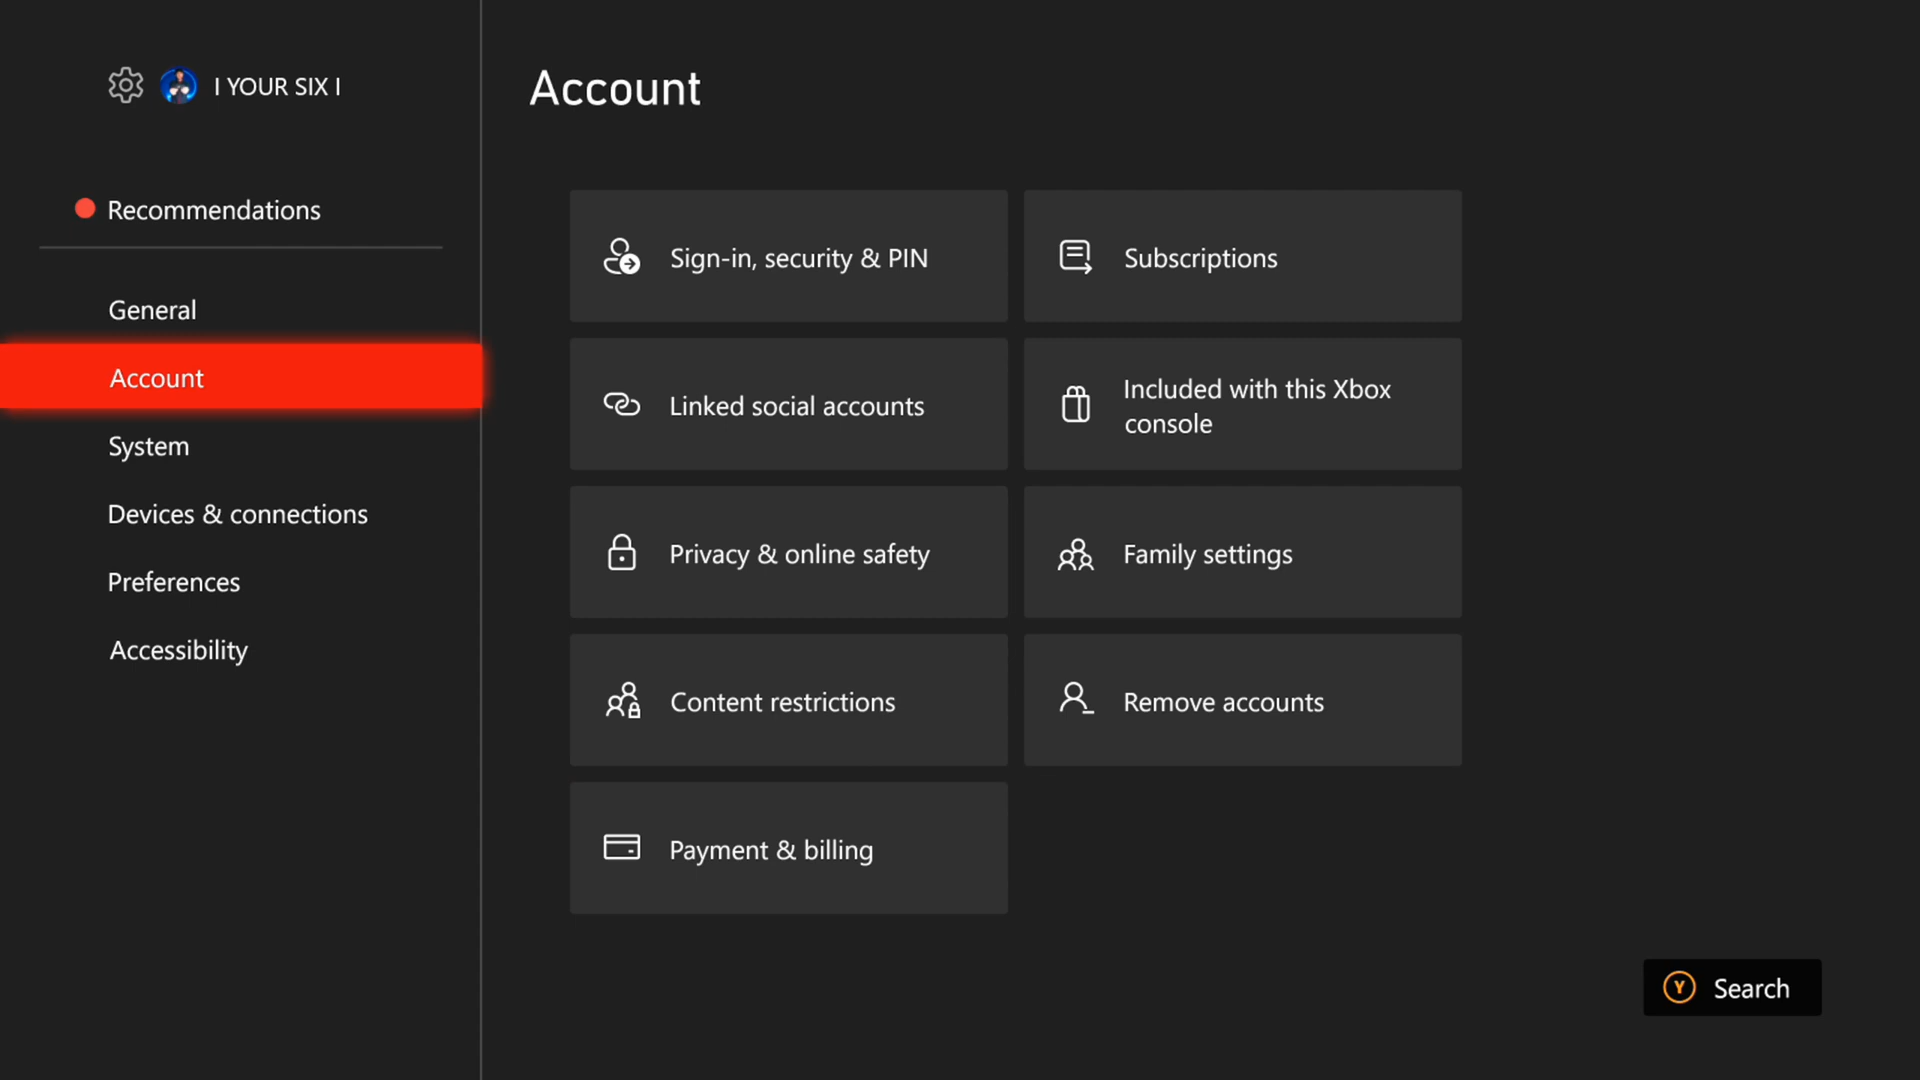 I YOUR SIX I
Recommendations
General
Account
System
Devices & connections
Preferences
Accessibility
Account
Sign-in, security & PIN
Subscriptions
Linked social accounts
Included with this Xbox
console
Privacy & online safety
Family settings
Content restrictions
Remove accounts
Payment & billing
Y Search